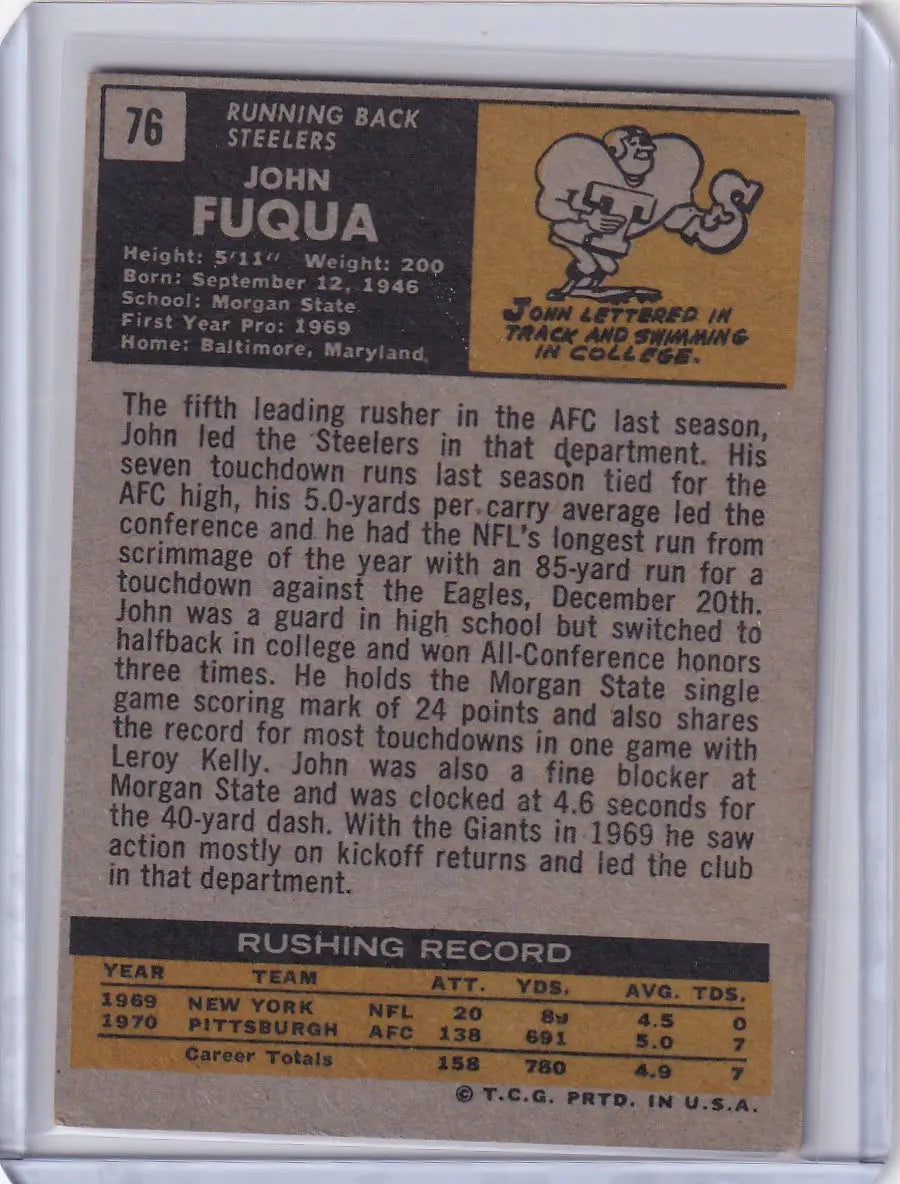 76
RUNNING BACK
STEELERS
JOHN
FUQUA
Height: 5'11" Weight: 200
Born: September 12, 1946
School: Morgan State
First Year Pro: 1969
Home: Baltimore, Maryland
T
S
JOHN LETTERED IN
TRACK AND SWIMMING
IN COLLEGE.
The fifth leading rusher in the AFC last season,
John led the Steelers in that department. His
seven touchdown runs last season tied for the
AFC high, his 5.0-yards per carry average led the
conference and he had the NFL's longest run from
scrimmage of the year with an 85-yard run for a
touchdown against the Eagles, December 20th.
John was a guard in high school but switched to
halfback in college and won All-Conference honors
three times. He holds the Morgan State single
game scoring mark of 24 points and also shares
the record for most touchdowns in one game with
Leroy Kelly. John was also a fine blocker at
Morgan State and was clocked at 4.6 seconds for
the 40-yard dash. With the Giants in 1969 he saw
action mostly on kickoff returns and led the club
in that department.
RUSHING RECORD
YEAR TEAM ATT. YDS. AVG. TDS.
1969 NEW YORK NFL 20 89 4.5 0
1970 PITTSBURGH AFC 138 691 5.0 7
Career Totals 158 780 4.9 7
© T.C.G. PRTD. IN U.S.A.